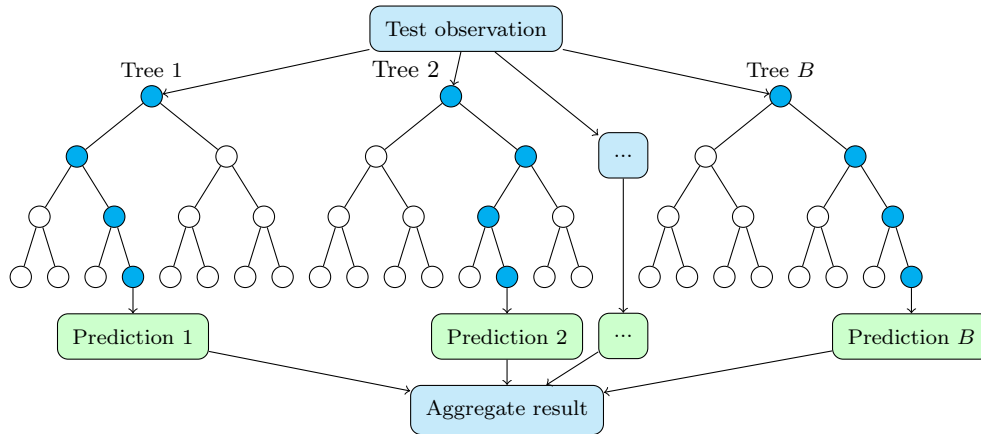 Test observation
Tree 1
Tree 2
Tree B
...
Prediction 1
Prediction 2
...
Prediction B
Aggregate result